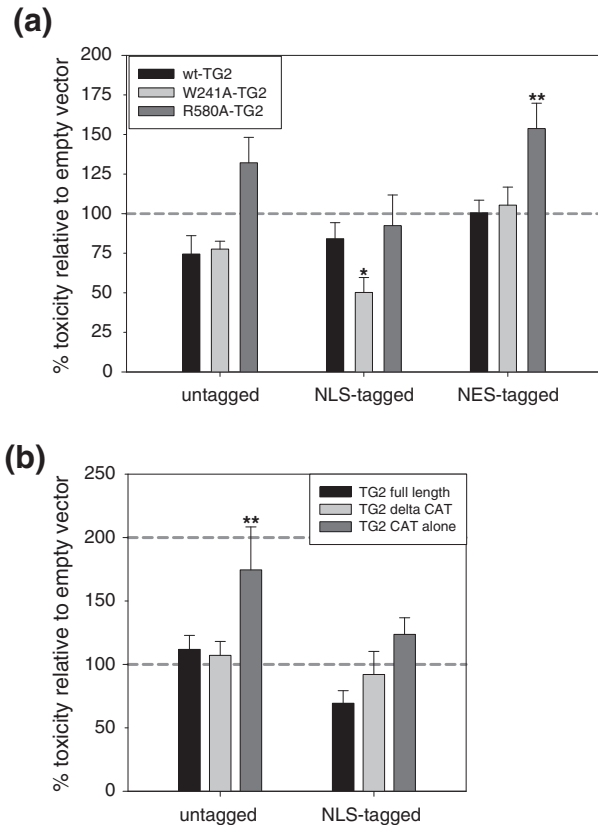 (a)
% toxicity relative to empty vector
200
175
150
125
100
75
50
25
0
wt-TG2
W241A-TG2
R580A-TG2
*
**
untagged NLS-tagged NES-tagged
(b)
% toxicity relative to empty vector
250
200
150
100
50
0
TG2 full length
TG2 delta CAT
TG2 CAT alone
**
untagged NLS-tagged